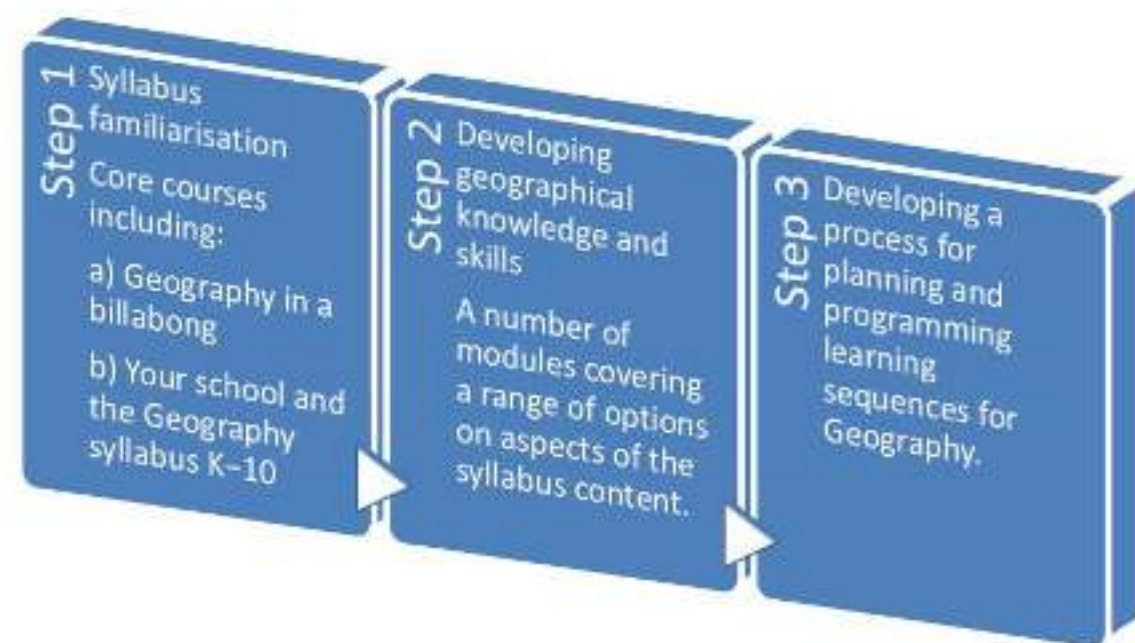 Step 1
Syllabus
familiarisation
Core courses
including:
a) Geography in a
billabong
b) Your school and
the Geography
syllabus K–10
Step 2
Developing
geographical
knowledge and
skills
A number of
modules covering
a range of options
on aspects of the
syllabus content.
Step 3
Developing a
process for
planning and
programming
learning
sequences for
Geography.